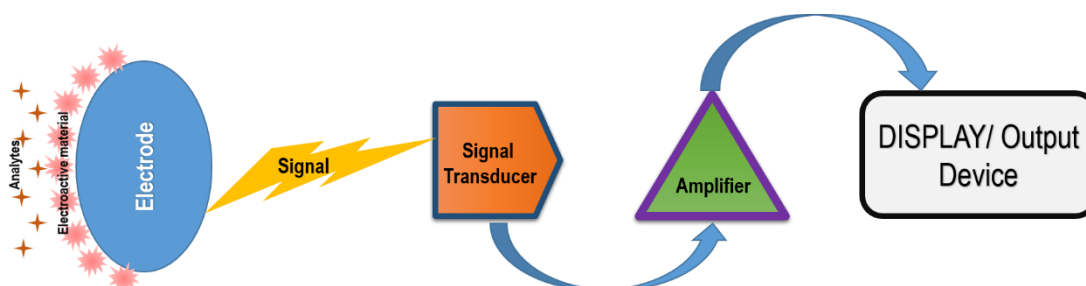 Analytes
Electroactive material
Electrode
Signal
Signal
Transducer
Amplifier
DISPLAY/ Output
Device